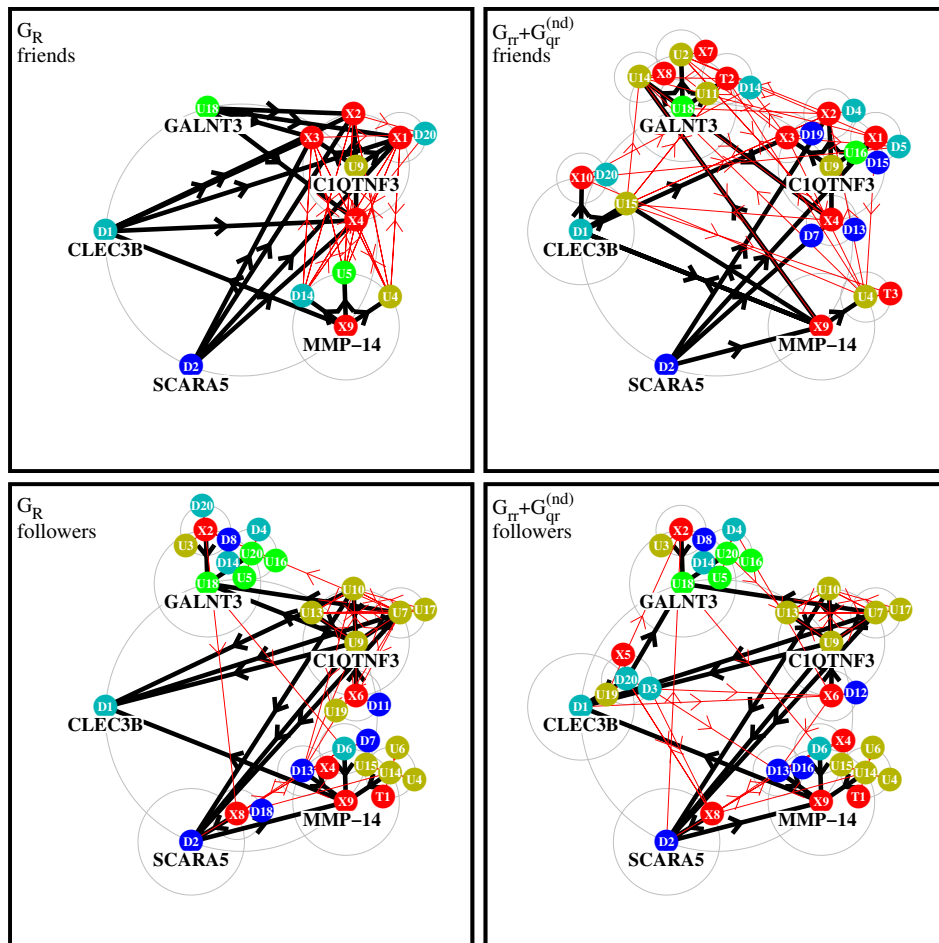 G_R
friends
U18
GALNT3
X2
X3
X1
D20
U9
C1QTNF3
D1
CLEC3B
X4
U5
D14
U4
X9
MMP-14
D2
SCARA5
G_rr+G_qr^(nd)
friends
U2
X7
U14
X8
T2
U11
D14
U18
GALNT3
X2
D4
X3
D19
X1
U16
D5
D15
U9
C1QTNF3
X10
D20
U15
D1
CLEC3B
X4
D7
D13
U4
T3
X9
MMP-14
D2
SCARA5
G_R
followers
D20
X2
U3
D8
D4
D14
U20
U16
U5
U18
GALNT3
U10
U13
U7
U17
U9
C1QTNF3
D1
CLEC3B
X6
D11
U19
D6
D7
U6
D13
X4
U15
U14
U4
T1
X9
MMP-14
X8
D18
D2
SCARA5
G_rr+G_qr^(nd)
followers
X2
U3
D8
D4
D14
U20
U16
U5
U18
GALNT3
U10
U13
U7
U17
U9
C1QTNF3
X5
D20
D3
U19
D1
CLEC3B
X6
D12
D6
X4
U6
D13
D16
U15
U14
U4
T1
X9
MMP-14
X8
D2
SCARA5